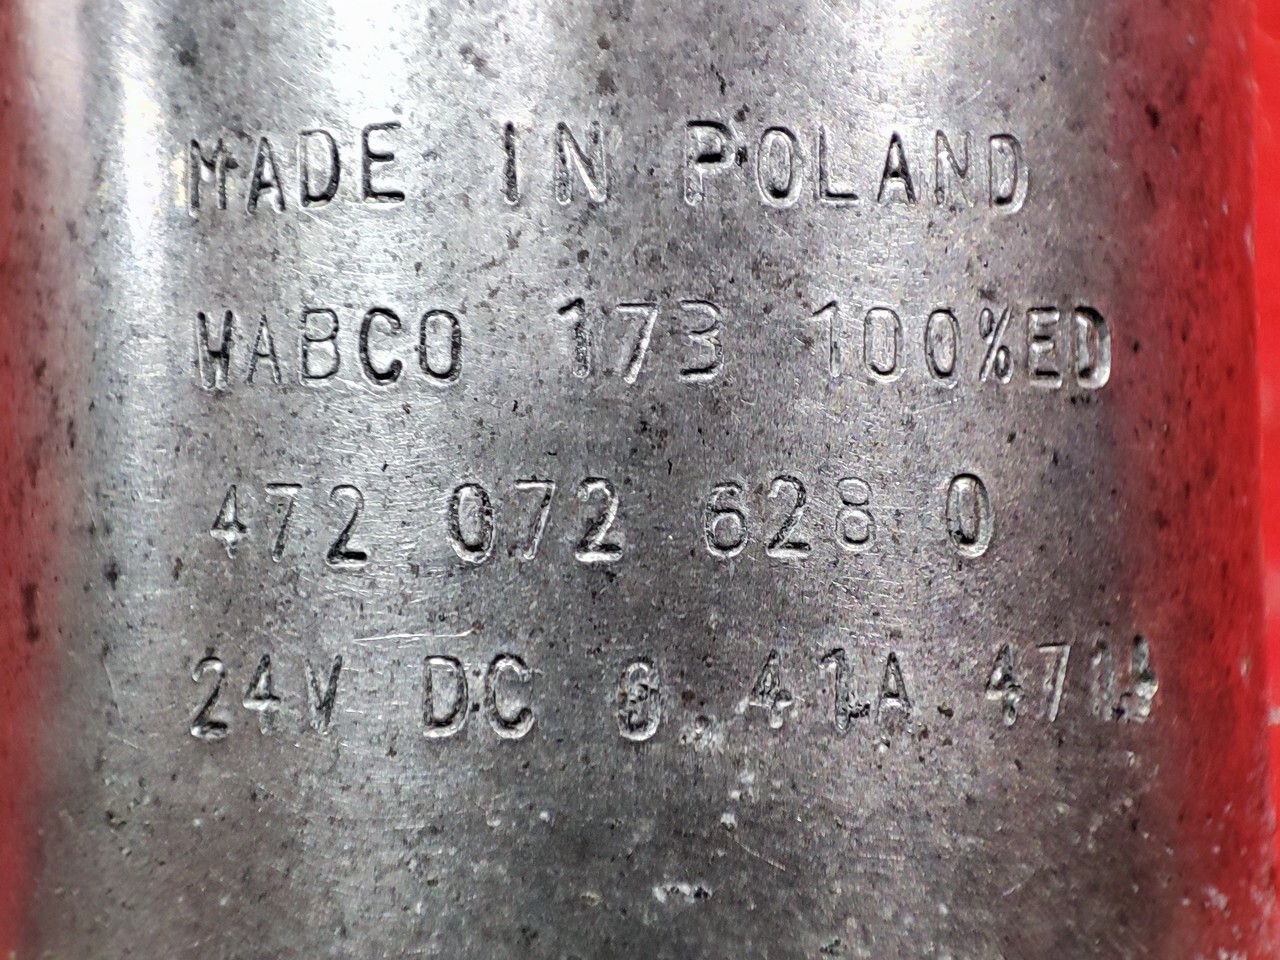 MADE IN POLAND
WABCO 173 100%ED
472 072 628 0
24V DC 0.41A